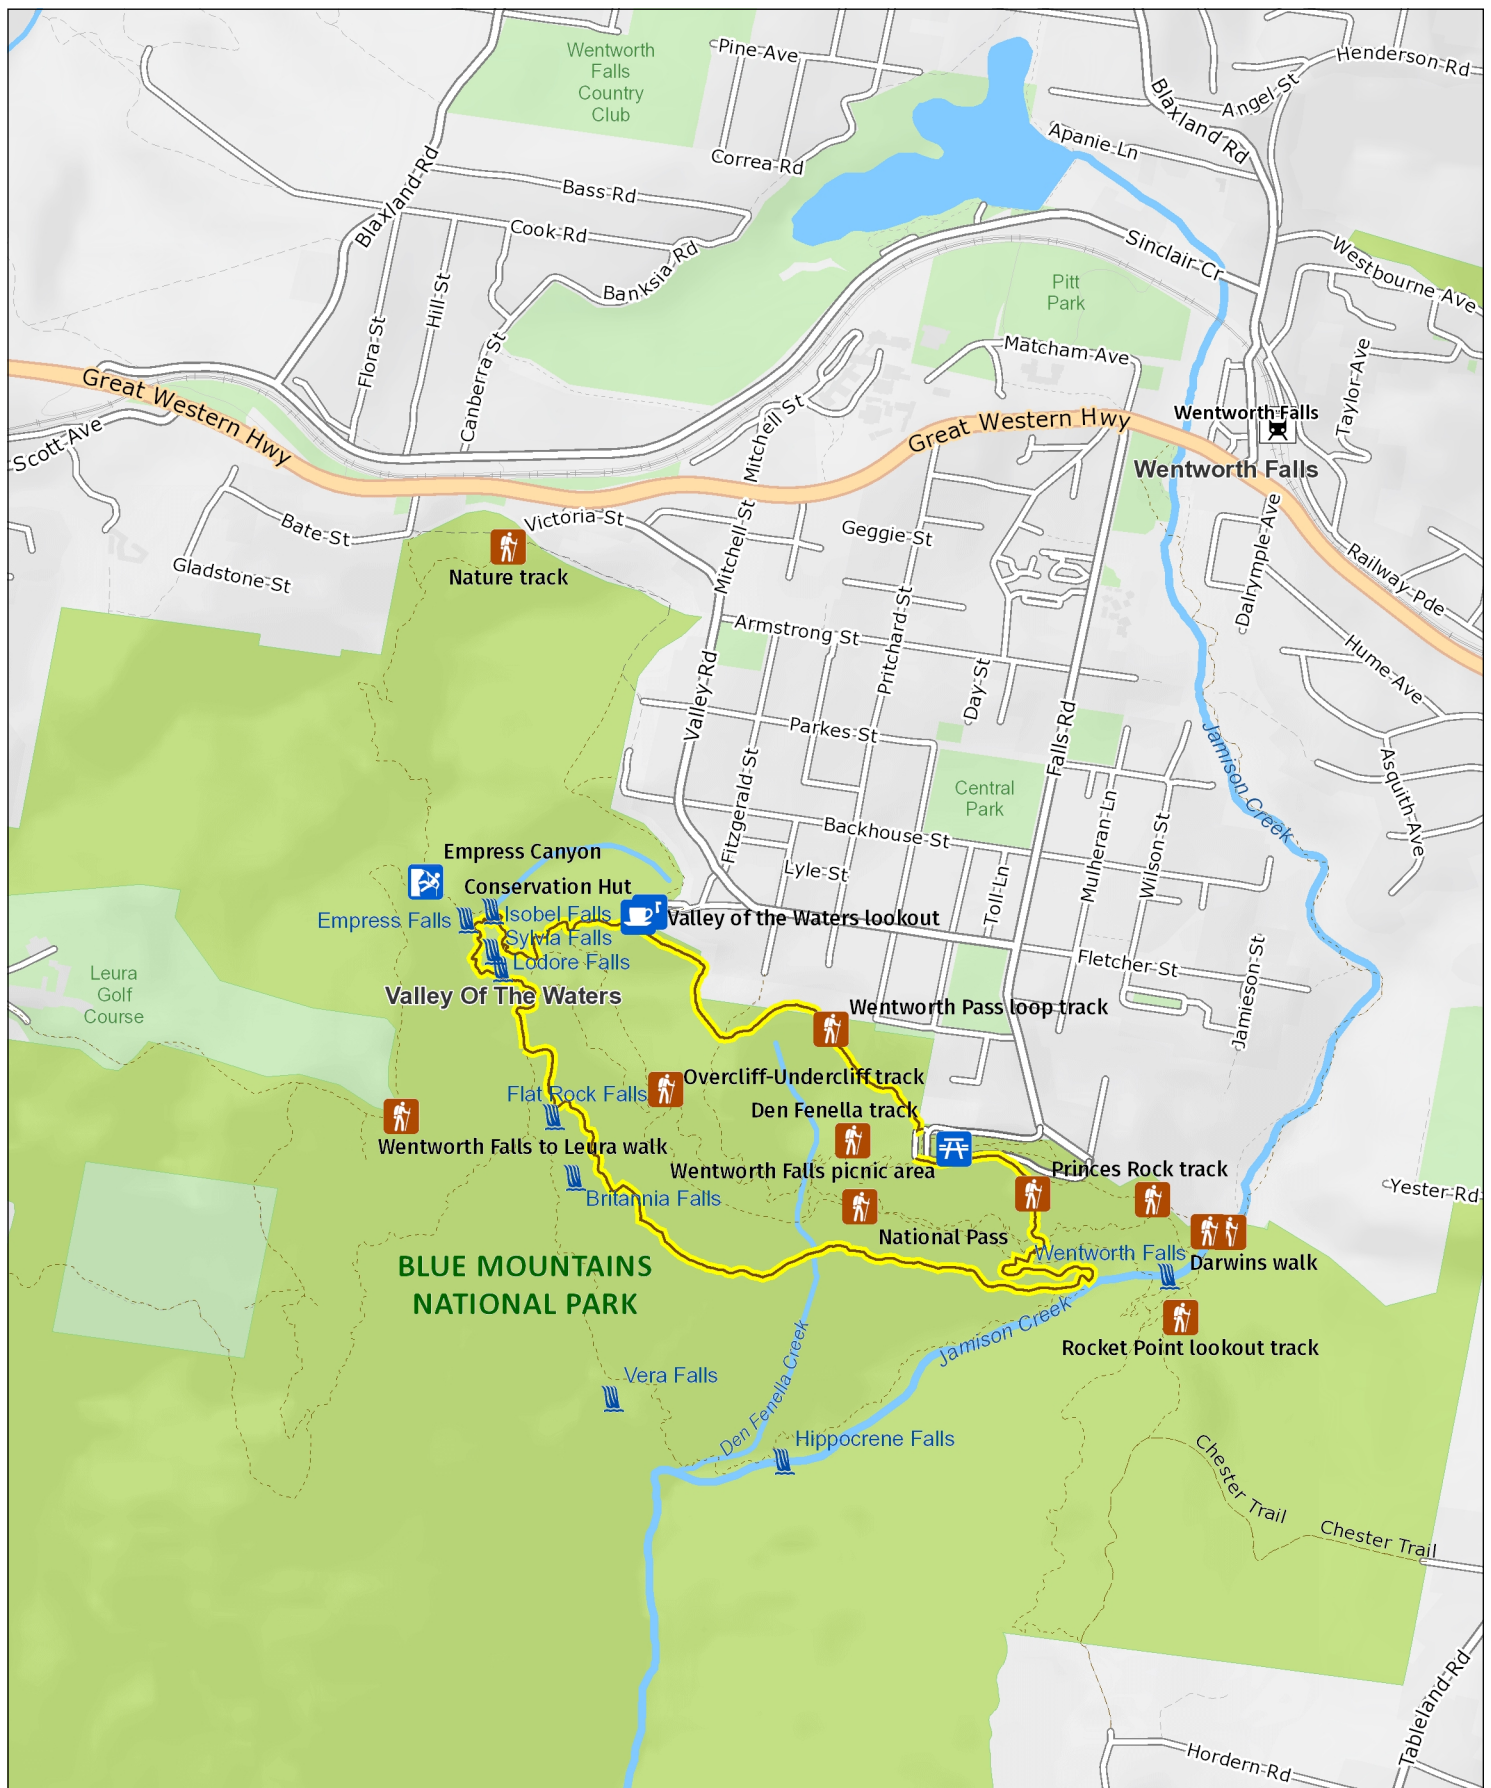 Wentworth
Falls
Country
Club
Pine Ave
Henderson Rd
Angel St
Blaxland Rd
Apanie Ln
Correa Rd
Blaxland Rd
Bass Rd
Cook Rd
Banksia Rd
Sinclair Cr
Westbourne Ave
Pitt
Park
Hill St
Flora St
Canberra St
Matcham Ave
Taylor Ave
Great Western Hwy
Great Western Hwy
Wentworth Falls
Wentworth Falls
Scott Ave
Mitchell St
Mitchell St
Victoria St
Bate St
Gladstone St
Geggie St
Nature track
Dalrymple Ave
Railway Pde
Armstrong St
Pritchard St
Hume Ave
Valley Rd
Day St
Parkes St
Falls Rd
Jamison Creek
Asquith Ave
Fitzgerald St
Central
Park
Backhouse St
Mulheran Ln
Wilson St
Lyle St
Toll Ln
Empress Canyon
Conservation Hut
Empress Falls
Isobel Falls
Valley of the Waters lookout
Sylvia Falls
Lodore Falls
Fletcher St
Jamieson St
Leura
Golf
Course
Valley Of The Waters
Wentworth Pass loop track
Overcliff-Undercliff track
Flat Rock Falls
Den Fenella track
Wentworth Falls to Leura walk
Wentworth Falls picnic area
Princes Rock track
Britannia Falls
Yester Rd
National Pass
Wentworth Falls
Darwins walk
BLUE MOUNTAINS
NATIONAL PARK
Jamison Creek
Rocket Point lookout track
Vera Falls
Den Fenella Creek
Hippocrene Falls
Chester Trail
Chester Trail
Tableland Rd
Hordern Rd